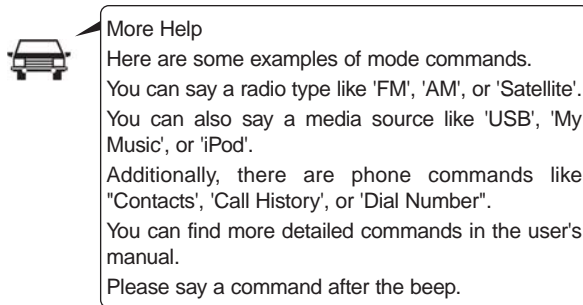 More Help
Here are some examples of mode commands.
You can say a radio type like 'FM', 'AM', or 'Satellite'.
You can also say a media source like 'USB', 'My
Music', or 'iPod'.
Additionally, there are phone commands like
"Contacts', 'Call History', or 'Dial Number".
You can find more detailed commands in the user's
manual.
Please say a command after the beep.